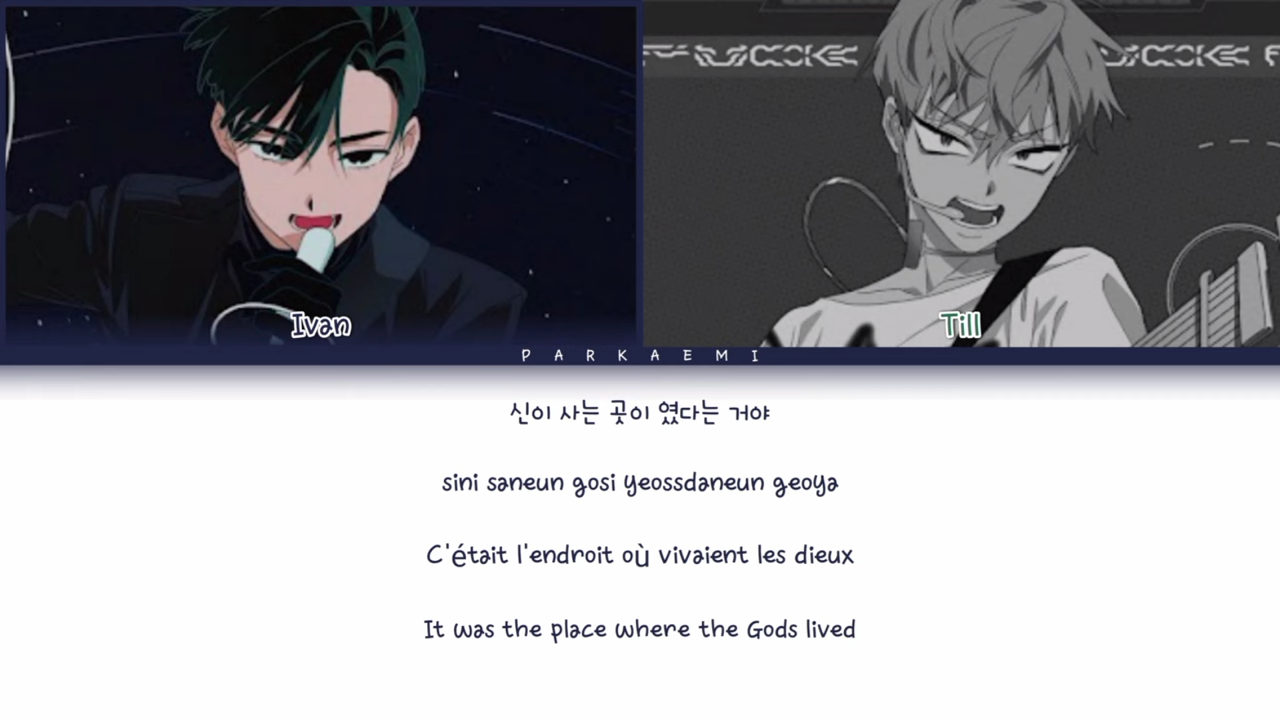 Ivan
Till
PARKAEMI
신이 사는 곳이 였다는 거야
sini saneun gosi yeossdaneun geoya
C'était l'endroit où vivaient les dieux
It was the place where the Gods lived